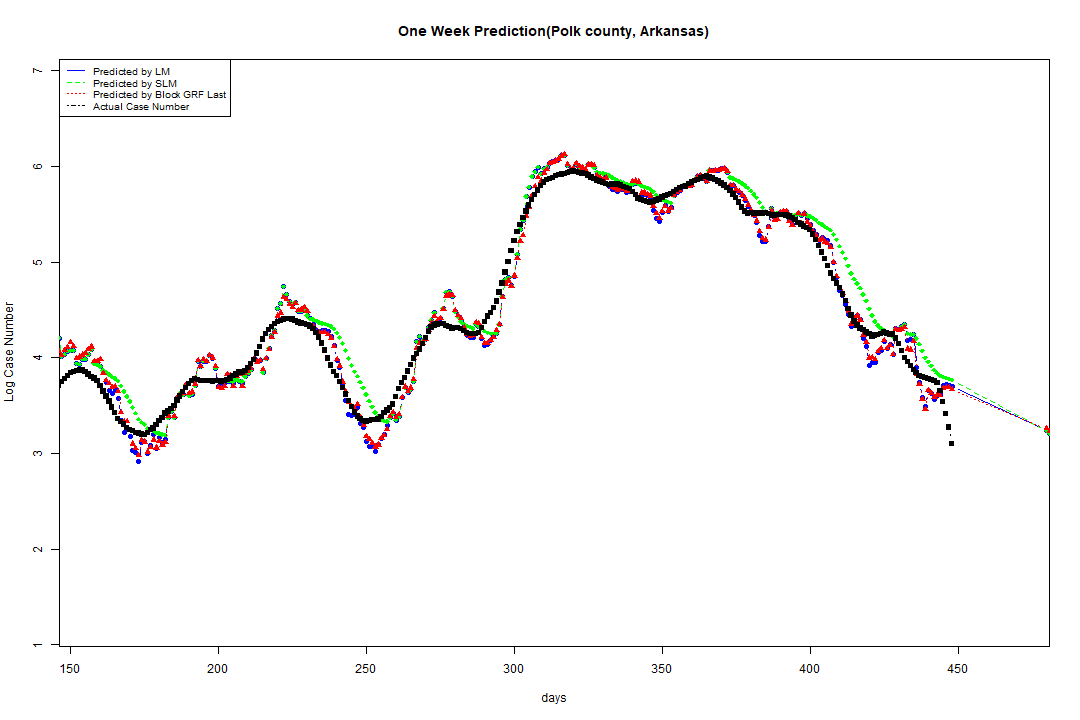 One Week Prediction(Polk county, Arkansas)
Predicted by LM
Predicted by SLM
Predicted by Block GRF Last
Actual Case Number
Log Case Number
7
6
5
4
3
2
1
150 200 250 300 350 400 450
days